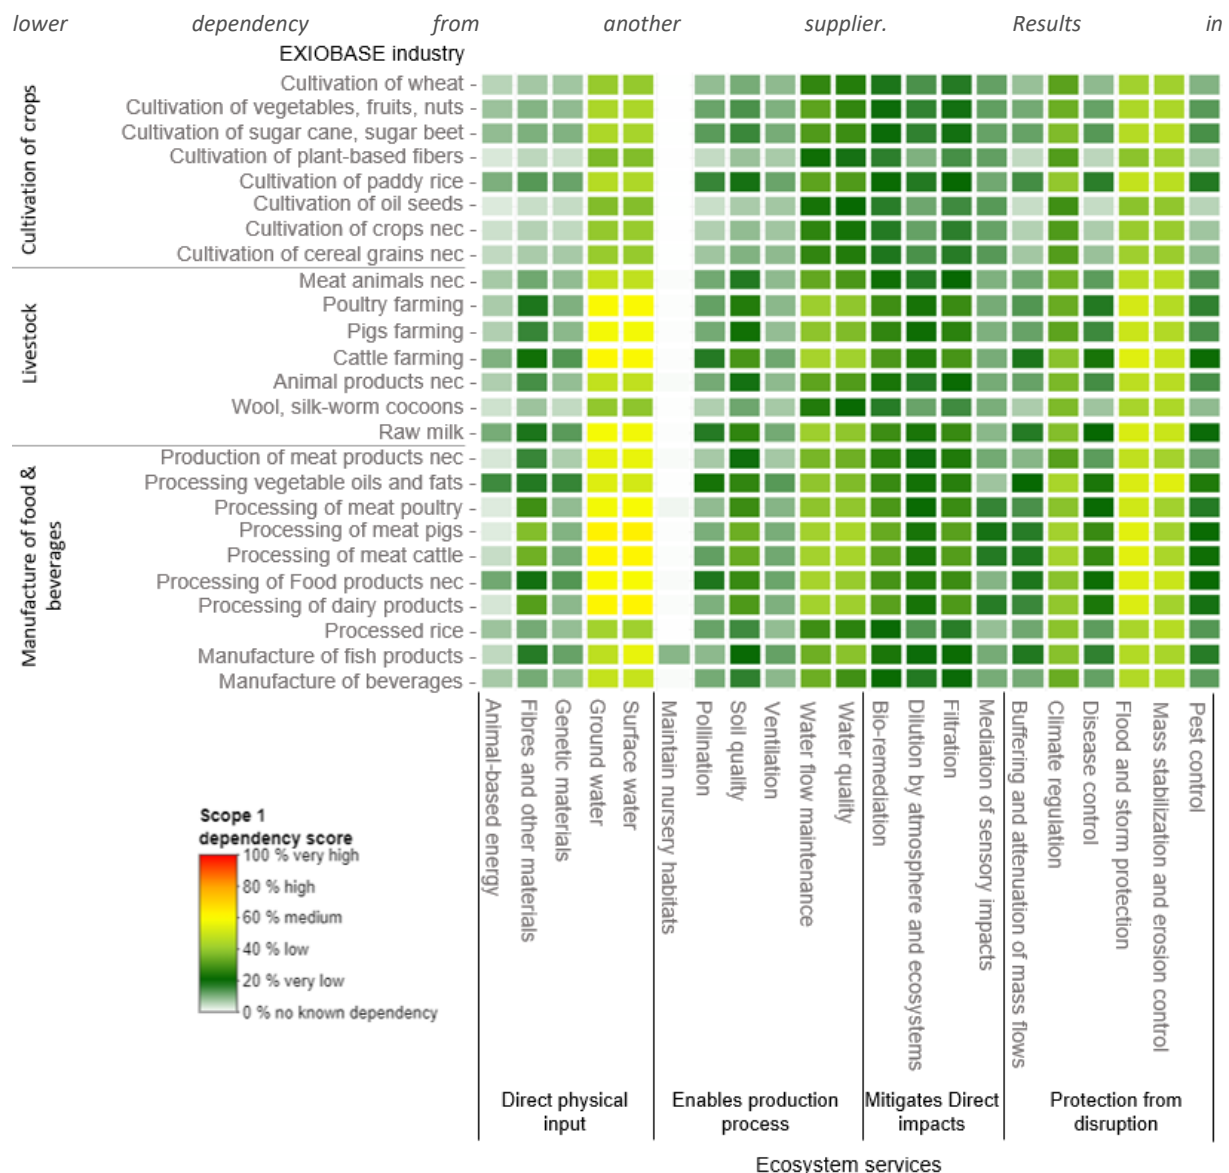 lower dependency from another supplier. Results in
EXIOBASE industry
Cultivation of crops
Cultivation of wheat
Cultivation of vegetables, fruits, nuts
Cultivation of sugar cane, sugar beet
Cultivation of plant-based fibers
Cultivation of paddy rice
Cultivation of oil seeds
Cultivation of crops nec
Cultivation of cereal grains nec
Livestock
Meat animals nec
Poultry farming
Pigs farming
Cattle farming
Animal products nec
Wool, silk-worm cocoons
Raw milk
Manufacture of food &
beverages
Production of meat products nec
Processing vegetable oils and fats
Processing of meat poultry
Processing of meat pigs
Processing of meat cattle
Processing of Food products nec
Processing of dairy products
Processed rice
Manufacture of fish products
Manufacture of beverages
Animal-based energy
Fibres and other materials
Genetic materials
Ground water
Surface water
Maintain nursery habitats
Pollination
Soil quality
Ventilation
Water flow maintenance
Water quality
Bio-remediation
Dilution by atmosphere and ecosystems
Filtration
Mediation of sensory impacts
Buffering and attenuation of mass flows
Climate regulation
Disease control
Flood and storm protection
Mass stabilization and erosion control
Pest control
Scope 1
dependency score
100 % very high
80 % high
60 % medium
40 % low
20 % very low
0 % no known dependency
Direct physical
input
Enables production
process
Mitigates Direct
impacts
Protection from
disruption
Ecosystem services